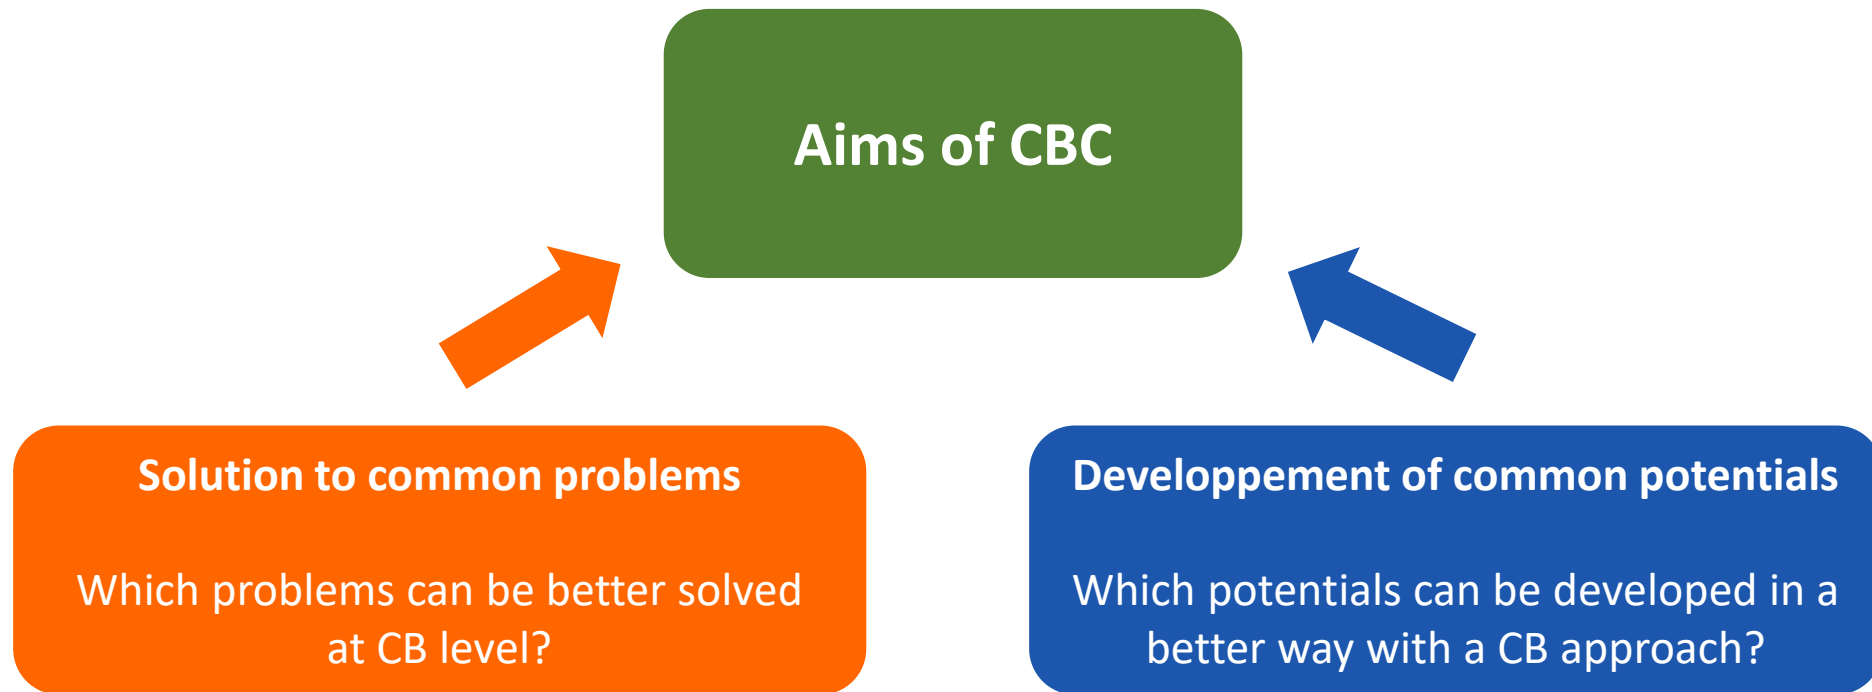 Aims of CBC
Solution to common problems
Which problems can be better solved
at CB level?
Developpement of common potentials
Which potentials can be developed in a
better way with a CB approach?